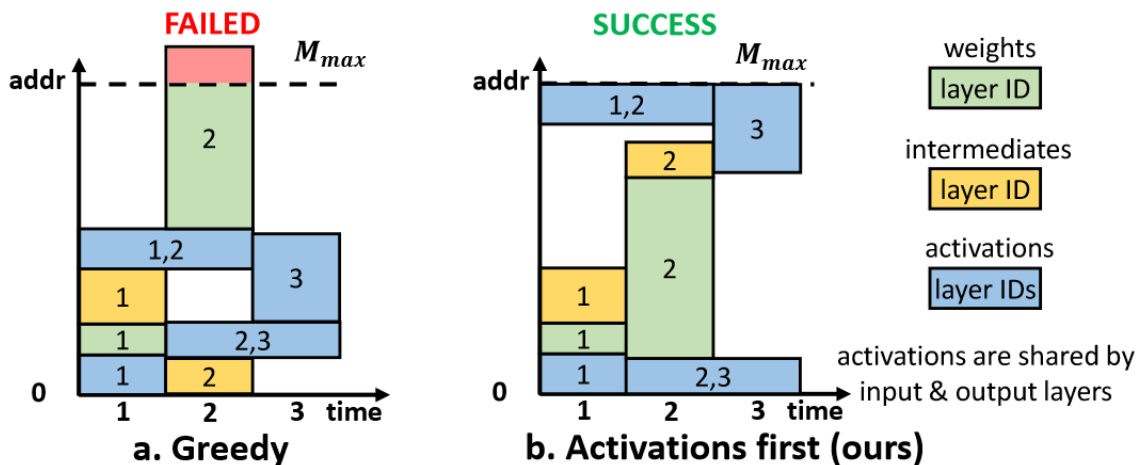 FAILED
M_max
addr
2
1,2
3
1
1
2,3
1
2
0
1 2 3 time
a. Greedy
SUCCESS
M_max
addr
1,2
3
2
1
2
1
1
2,3
0
1 2 3 time
b. Activations first (ours)
weights
layer ID
intermediates
layer ID
activations
layer IDs
activations are shared by
input & output layers